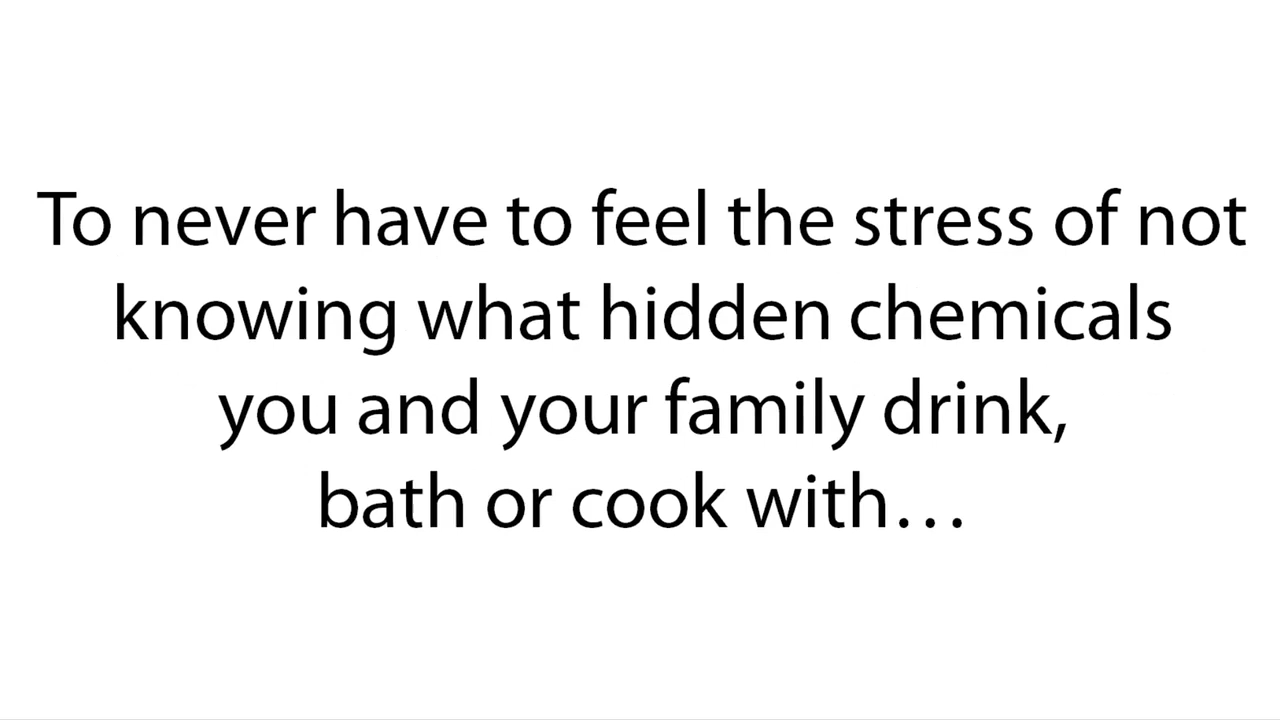 To never have to feel the stress of not
knowing what hidden chemicals
you and your family drink,
bath or cook with…